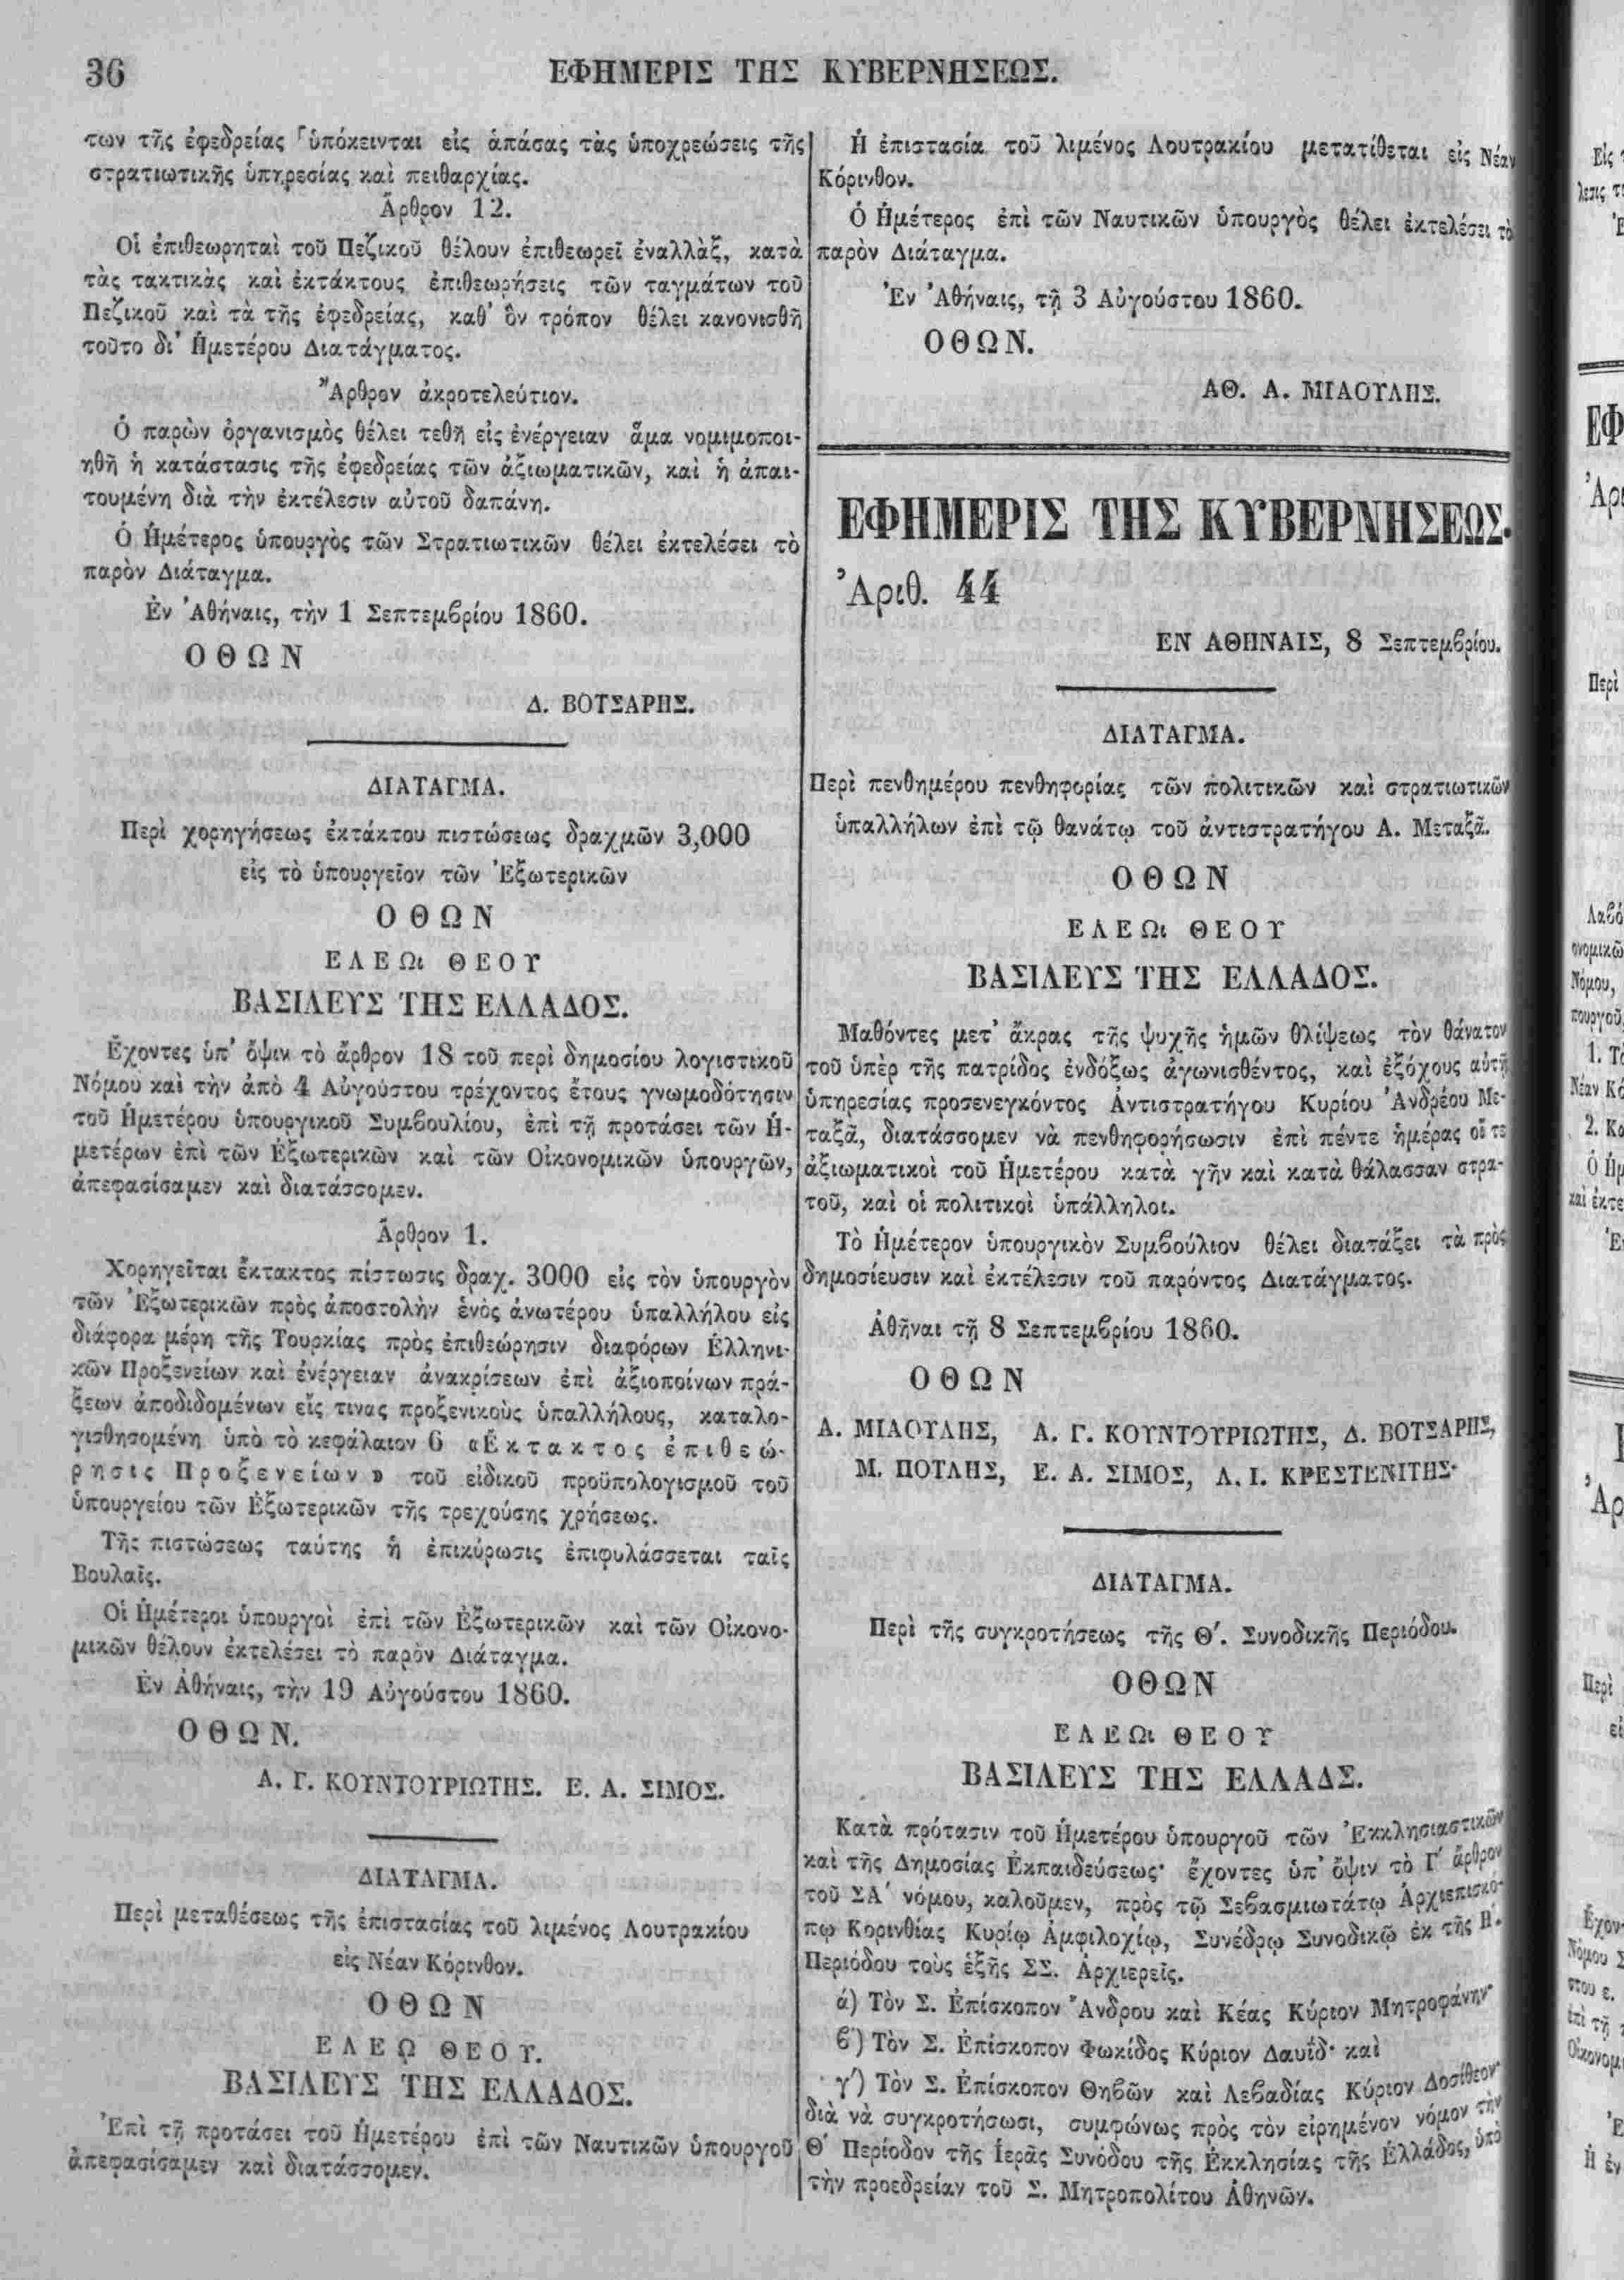 36
ΕΦΗΜΕΡΙΣ ΤΗΣ ΚΥΒΕΡΝΗΣΕΩΣ.
των τῆς ἐφεδρείας ὑπόκεινται εἰς ἁπάσας τὰς ὑποχρεώσεις τῆς
στρατιωτικῆς ὑπηρεσίας καὶ πειθαρχίας.
Ἄρθρον 12.
Οἱ ἐπιθεωρηταὶ τοῦ Πεζικοῦ θέλουν ἐπιθεωρεῖ ἐναλλὰξ, κατὰ
τὰς τακτικὰς καὶ ἐκτάκτους ἐπιθεωρήσεις τῶν ταγμάτων τοῦ
Πεζικοῦ καὶ τὰ τῆς ἐφεδρείας, καθ' ὃν τρόπον θέλει κανονισθῆ
τοῦτο δι' Ἡμετέρου Διατάγματος.
Ἄρθρον ἀκροτελεύτιον.
Ὁ παρὼν ὀργανισμὸς θέλει τεθῆ εἰς ἐνέργειαν ἅμα νομιμοποι-
ηθῆ ἡ κατάστασις τῆς ἐφεδρείας τῶν ἀξιωματικῶν, καὶ ἡ ἀπαι-
τουμένη διὰ τὴν ἐκτέλεσιν αὐτοῦ δαπάνη.
Ὁ Ἡμέτερος ὑπουργὸς τῶν Στρατιωτικῶν θέλει ἐκτελέσει τὸ
παρὸν Διάταγμα.
Ἐν Ἀθήναις, τὴν 1 Σεπτεμβρίου 1860.
ΟΘΩΝ
Δ. ΒΟΤΣΑΡΗΣ.
ΔΙΑΤΑΓΜΑ.
Περὶ χορηγήσεως ἐκτάκτου πιστώσεως δραχμῶν 3,000
εἰς τὸ ὑπουργεῖον τῶν Ἐξωτερικῶν
ΟΘΩΝ
ΕΛΕΩι ΘΕΟΥ
ΒΑΣΙΛΕΥΣ ΤΗΣ ΕΛΛΑΔΟΣ.
Ἔχοντες ὑπ' ὄψιν τὸ ἄρθρον 18 τοῦ περὶ δημοσίου λογιστικοῦ
Νόμου καὶ τὴν ἀπὸ 4 Αὐγούστου τρέχοντος ἔτους γνωμοδότησιν
τοῦ Ἡμετέρου ὑπουργικοῦ Συμβουλίου, ἐπὶ τῇ προτάσει τῶν Ἡ-
μετέρων ἐπὶ τῶν Ἐξωτερικῶν καὶ τῶν Οἰκονομικῶν ὑπουργῶν,
ἀπεφασίσαμεν καὶ διατάσσομεν.
Ἄρθρον 1.
Χορηγεῖται ἔκτακτος πίστωσις δραχ. 3000 εἰς τὸν ὑπουργὸν
τῶν Ἐξωτερικῶν πρὸς ἀποστολὴν ἑνὸς ἀνωτέρου ὑπαλλήλου εἰς
διάφορα μέρη τῆς Τουρκίας πρὸς ἐπιθεώρησιν διαφόρων Ἑλληνι-
κῶν Προξενείων καὶ ἐνέργειαν ἀνακρίσεων ἐπὶ ἀξιοποίνων πρά-
ξεων ἀποδιδομένων εἴς τινας προξενικοὺς ὑπαλλήλους, καταλο-
γισθησομένη ὑπὸ τὸ κεφάλαιον 6 «Ἔκτακτος ἐπιθεώ-
ρησις Προξενείων» τοῦ εἰδικοῦ προϋπολογισμοῦ τοῦ
ὑπουργείου τῶν Ἐξωτερικῶν τῆς τρεχούσης χρήσεως.
Τῆς πιστώσεως ταύτης ἡ ἐπικύρωσις ἐπιφυλάσσεται ταῖς
Βουλαῖς.
Οἱ Ἡμέτεροι ὑπουργοὶ ἐπὶ τῶν Ἐξωτερικῶν καὶ τῶν Οἰκονο-
μικῶν θέλουν ἐκτελέσει τὸ παρὸν Διάταγμα.
Ἐν Ἀθήναις, τὴν 19 Αὐγούστου 1860.
ΟΘΩΝ.
Α. Γ. ΚΟΥΝΤΟΥΡΙΩΤΗΣ. Ε. Α. ΣΙΜΟΣ.
ΔΙΑΤΑΓΜΑ.
Περὶ μεταθέσεως τῆς ἐπιστασίας τοῦ λιμένος Λουτρακίου
εἰς Νέαν Κόρινθον.
ΟΘΩΝ
ΕΛΕῼ ΘΕΟΥ.
ΒΑΣΙΛΕΥΣ ΤΗΣ ΕΛΛΑΔΟΣ.
Ἐπὶ τῇ προτάσει τοῦ Ἡμετέρου ἐπὶ τῶν Ναυτικῶν ὑπουργοῦ
ἀπεφασίσαμεν καὶ διατάσσομεν.
Ἡ ἐπιστασία τοῦ λιμένος Λουτρακίου μετατίθεται εἰς Νέαν
Κόρινθον.
Ὁ Ἡμέτερος ἐπὶ τῶν Ναυτικῶν ὑπουργὸς θέλει ἐκτελέσει τὸ
παρὸν Διάταγμα.
Ἐν Ἀθήναις, τῇ 3 Αὐγούστου 1860.
ΟΘΩΝ.
ΑΘ. Α. ΜΙΑΟΥΛΗΣ.
ΕΦΗΜΕΡΙΣ ΤΗΣ ΚΥΒΕΡΝΗΣΕΩΣ.
Ἀριθ. 44
ΕΝ ΑΘΗΝΑΙΣ, 8 Σεπτεμβρίου.
ΔΙΑΤΑΓΜΑ.
Περὶ πενθημέρου πενθηφορίας τῶν πολιτικῶν καὶ στρατιωτικῶν
ὑπαλλήλων ἐπὶ τῷ θανάτῳ τοῦ ἀντιστρατήγου Α. Μεταξᾶ.
ΟΘΩΝ
ΕΛΕΩι ΘΕΟΥ
ΒΑΣΙΛΕΥΣ ΤΗΣ ΕΛΛΑΔΟΣ.
Μαθόντες μετ' ἄκρας τῆς ψυχῆς ἡμῶν θλίψεως τὸν θάνατον
τοῦ ὑπὲρ τῆς πατρίδος ἐνδόξως ἀγωνισθέντος, καὶ ἐξόχους αὐτῇ
ὑπηρεσίας προσενεγκόντος Ἀντιστρατήγου Κυρίου Ἀνδρέου Με-
ταξᾶ, διατάσσομεν νὰ πενθηφορήσωσιν ἐπὶ πέντε ἡμέρας οἵ τε
ἀξιωματικοὶ τοῦ Ἡμετέρου κατὰ γῆν καὶ κατὰ θάλασσαν στρα-
τοῦ, καὶ οἱ πολιτικοὶ ὑπάλληλοι.
Τὸ Ἡμέτερον ὑπουργικὸν Συμβούλιον θέλει διατάξει τὰ πρὸς
δημοσίευσιν καὶ ἐκτέλεσιν τοῦ παρόντος Διατάγματος.
Ἀθῆναι τῇ 8 Σεπτεμβρίου 1860.
ΟΘΩΝ
Α. ΜΙΑΟΥΛΗΣ, Α. Γ. ΚΟΥΝΤΟΥΡΙΩΤΗΣ, Δ. ΒΟΤΣΑΡΗΣ,
Μ. ΠΟΤΛΗΣ, Ε. Α. ΣΙΜΟΣ, Λ. Ι. ΚΡΕΣΤΕΝΙΤΗΣ·
ΔΙΑΤΑΓΜΑ.
Περὶ τῆς συγκροτήσεως τῆς Θ'. Συνοδικῆς Περιόδου.
ΟΘΩΝ
ΕΛΕΩι ΘΕΟΥ
ΒΑΣΙΛΕΥΣ ΤΗΣ ΕΛΛΑΔΣ.
Κατὰ πρότασιν τοῦ Ἡμετέρου ὑπουργοῦ τῶν Ἐκκλησιαστικῶν
καὶ τῆς Δημοσίας Ἐκπαιδεύσεως· ἔχοντες ὑπ' ὄψιν τὸ Γ' ἄρθρον
τοῦ ΣΑ' νόμου, καλοῦμεν, πρὸς τῷ Σεβασμιωτάτῳ Ἀρχιεπισκό-
πῳ Κορινθίας Κυρίῳ Ἀμφιλοχίῳ, Συνέδρῳ Συνοδικῷ ἐκ τῆς Η'.
Περιόδου τοὺς ἑξῆς ΣΣ. Ἀρχιερεῖς.
ά) Τὸν Σ. Ἐπίσκοπον Ἄνδρου καὶ Κέας Κύριον Μητροφάνην·
β') Τὸν Σ. Ἐπίσκοπον Φωκίδος Κύριον Δαυΐδ· καὶ
γ') Τὸν Σ. Ἐπίσκοπον Θηβῶν καὶ Λεβαδίας Κύριον Δοσίθεον·
διὰ νὰ συγκροτήσωσι, συμφώνως πρὸς τὸν εἰρημένον νόμον τὴν
Θ' Περίοδον τῆς Ἱερᾶς Συνόδου τῆς Ἐκκλησίας τῆς Ἑλλάδος, ὑπὸ
τὴν προεδρείαν τοῦ Σ. Μητροπολίτου Ἀθηνῶν.